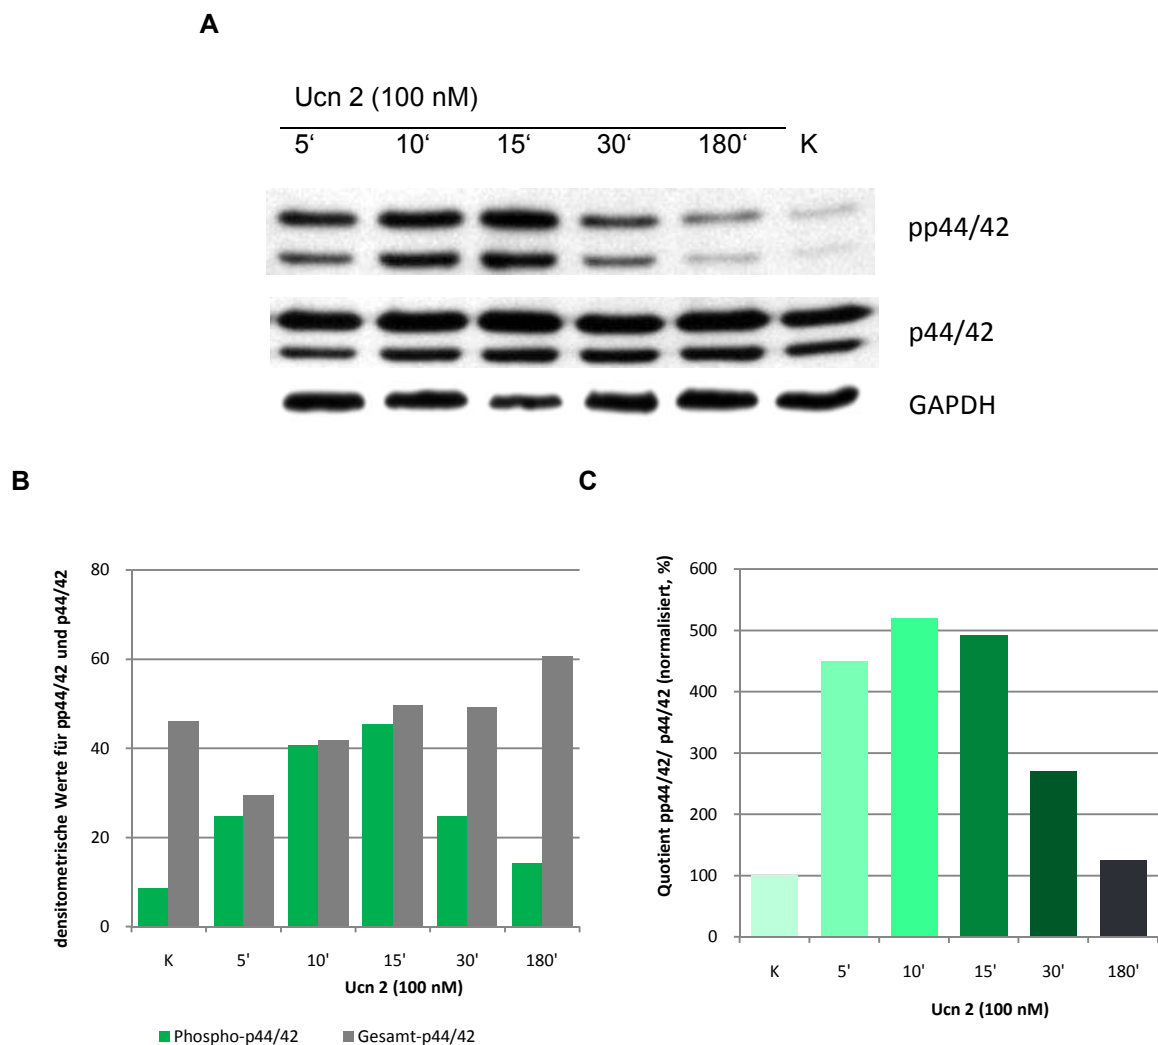 A
Ucn 2 (100 nM)
5‘ 10‘ 15‘ 30‘ 180‘ K
pp44/42
p44/42
GAPDH
B
densitometrische Werte für pp44/42 und p44/42
80
60
40
20
0
K 5' 10' 15' 30' 180'
Ucn 2 (100 nM)
Phospho-p44/42 Gesamt-p44/42
C
Quotient pp44/42/ p44/42 (normalisiert, %)
600
500
400
300
200
100
0
K 5' 10' 15' 30' 180'
Ucn 2 (100 nM)